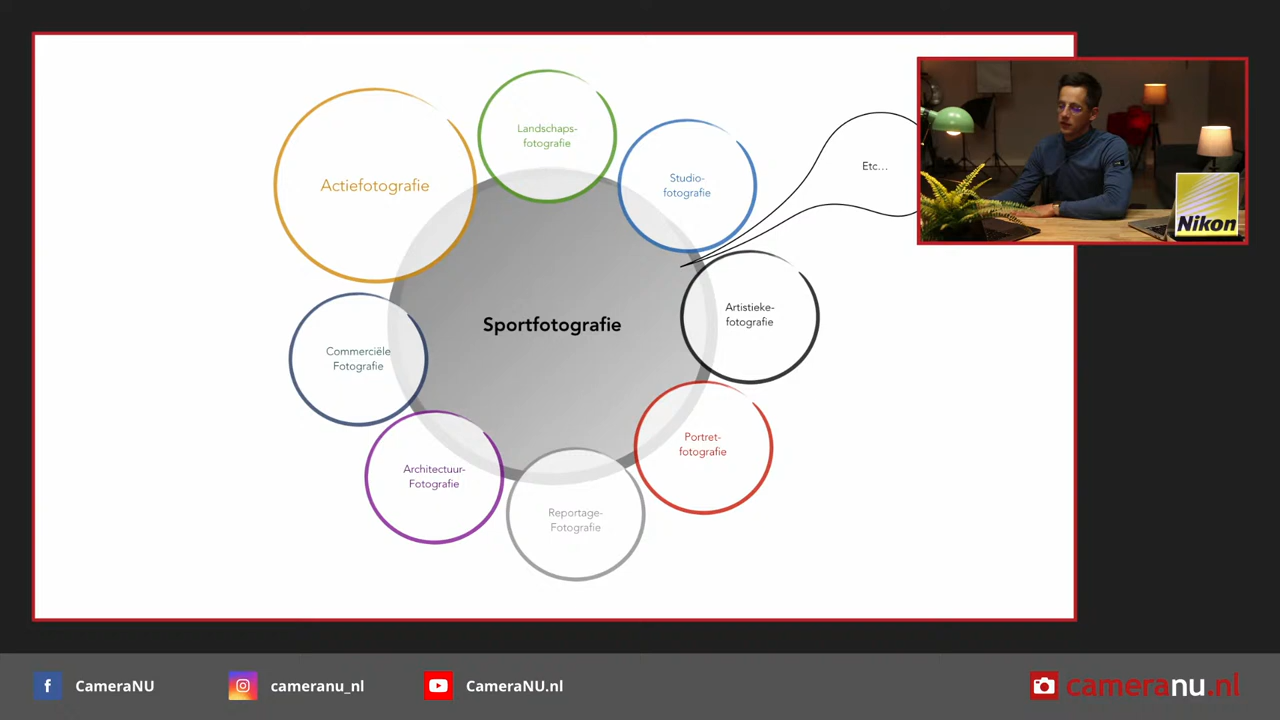 Landschaps-
fotografie
Actiefotografie
Studio-
fotografie
Etc...
Nikon
Sportfotografie
Artistieke-
fotografie
Commerciële
Fotografie
Portret-
fotografie
Architectuur-
Fotografie
Reportage-
Fotografie
CameraNU
cameranu_nl
CameraNU.nl
cameranu.nl